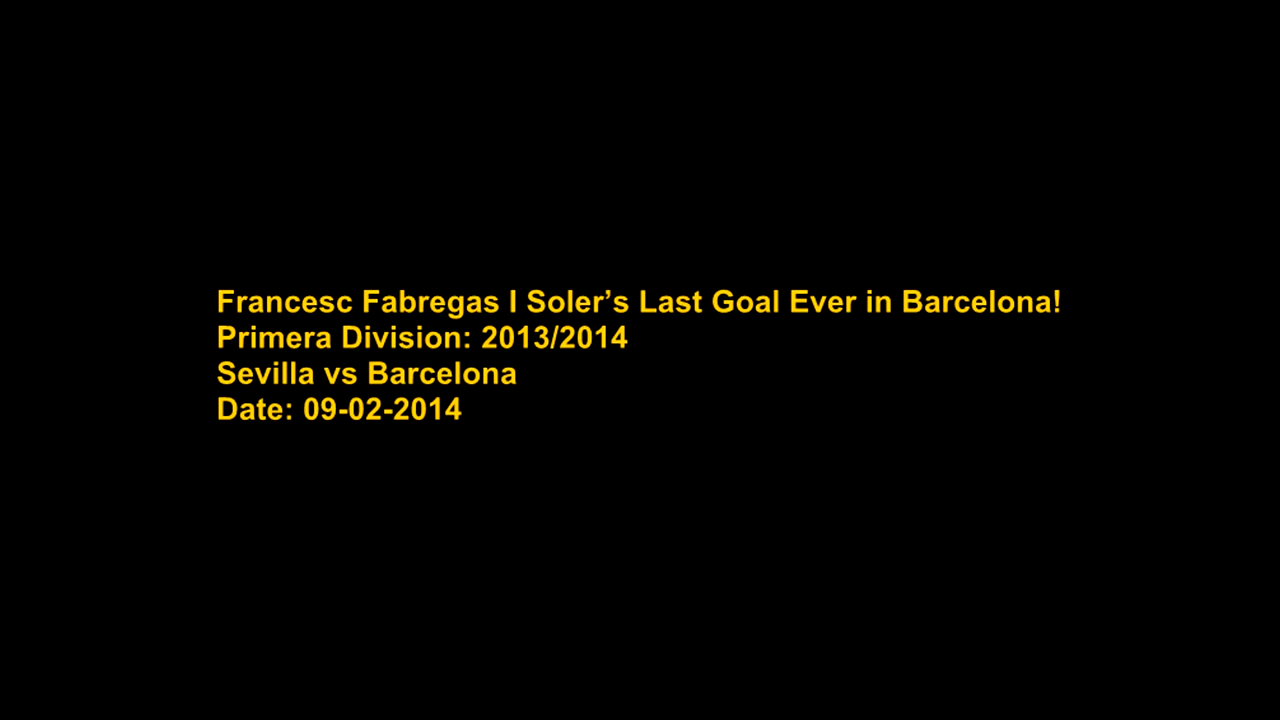 Francesc Fabregas I Soler’s Last Goal Ever in Barcelona!
Primera Division: 2013/2014
Sevilla vs Barcelona
Date: 09-02-2014